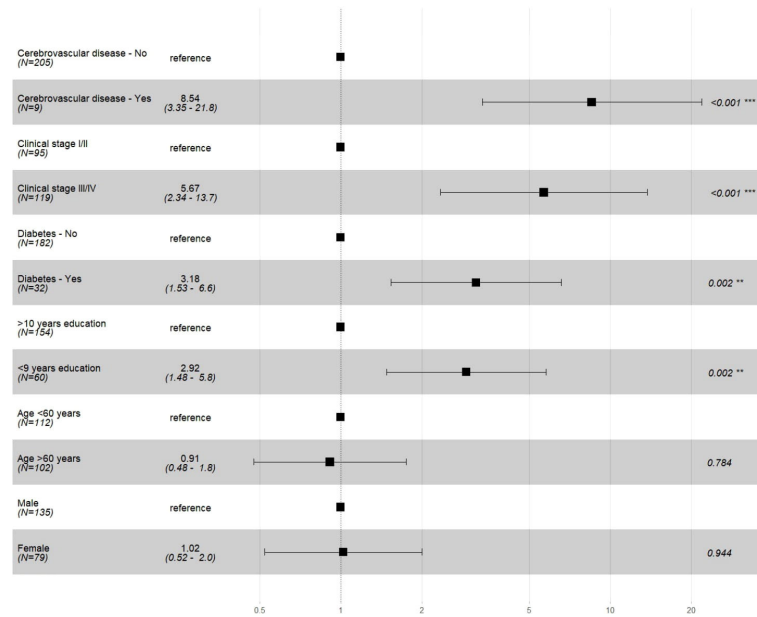 Cerebrovascular disease - No
(N=205)
reference
Cerebrovascular disease - Yes
(N=9)
8.54
(3.35 - 21.8)
<0.001 ***
Clinical stage I/II
(N=95)
reference
Clinical stage III/IV
(N=119)
5.67
(2.34 - 13.7)
<0.001 ***
Diabetes - No
(N=182)
reference
Diabetes - Yes
(N=32)
3.18
(1.53 - 6.6)
0.002 **
>10 years education
(N=154)
reference
<9 years education
(N=60)
2.92
(1.48 - 5.8)
0.002 **
Age <60 years
(N=112)
reference
Age >60 years
(N=102)
0.91
(0.48 - 1.8)
0.784
Male
(N=135)
reference
Female
(N=79)
1.02
(0.52 - 2.0)
0.944
0.5 1 2 5 10 20